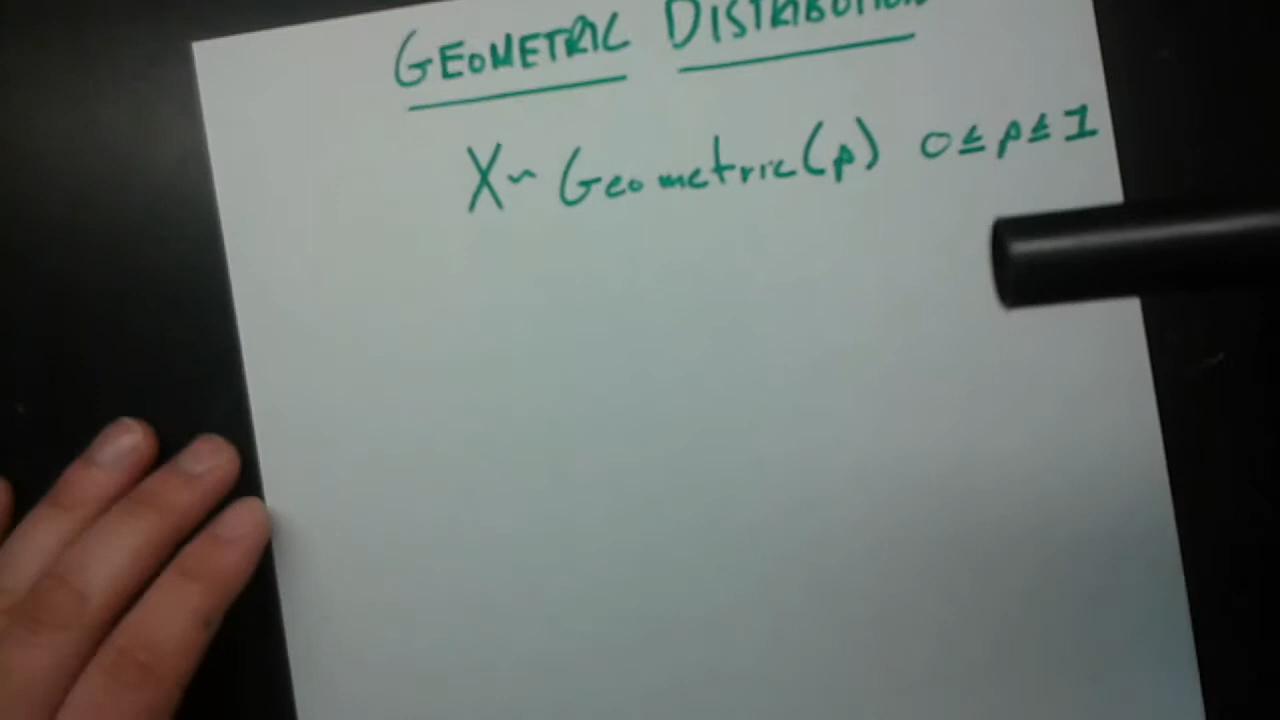 GEOMETRIC DISTRIBUTION
X ~ Geometric(p) 0 ≤ p ≤ 1